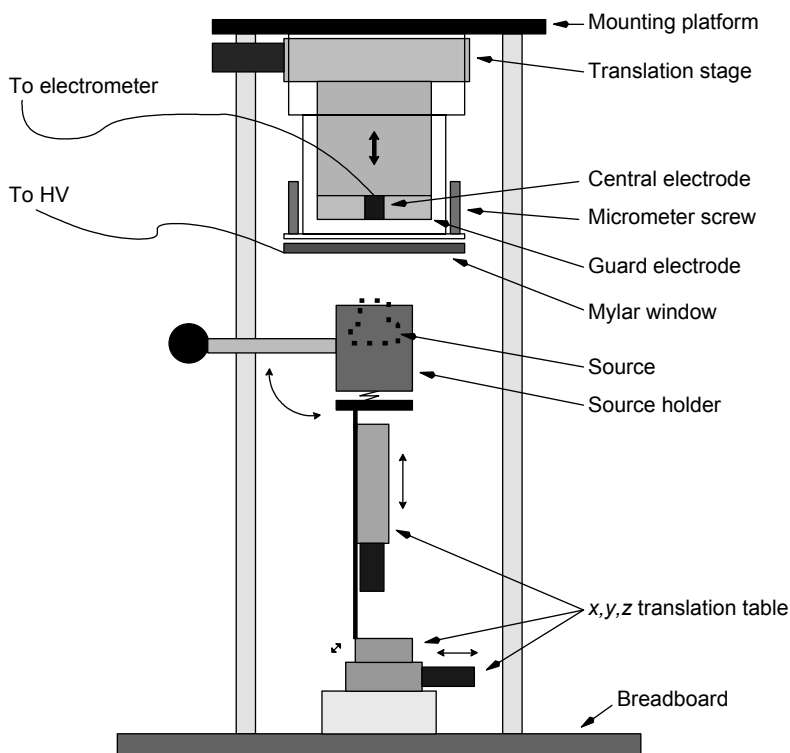 Mounting platform
Translation stage
To electrometer
Central electrode
To HV
Micrometer screw
Guard electrode
Mylar window
Source
Source holder
x,y,z translation table
Breadboard